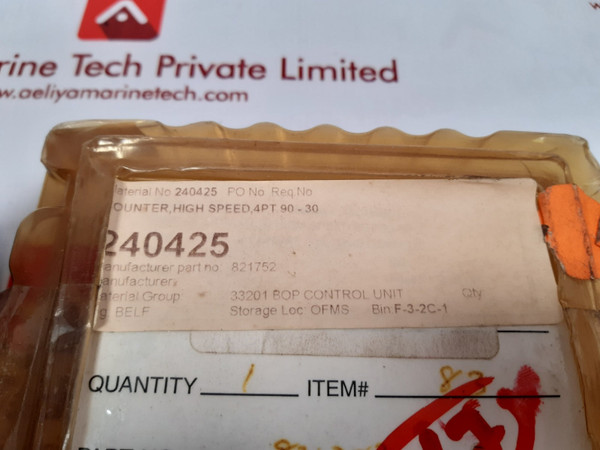 rine Tech Private Limited
www.aeliyamarinetech.com
aterial No 240425 PO No. Req No.
OUNTER,HIGH SPEED,4PT 90 - 30
240425
anufacturer part no: 821752
anufacturer
aterial Group 33201 BOP CONTROL UNIT Qty
g. BELF Storage Loc: OFMS Bin:F-3-2C-1
QUANTITY 1 ITEM# 83